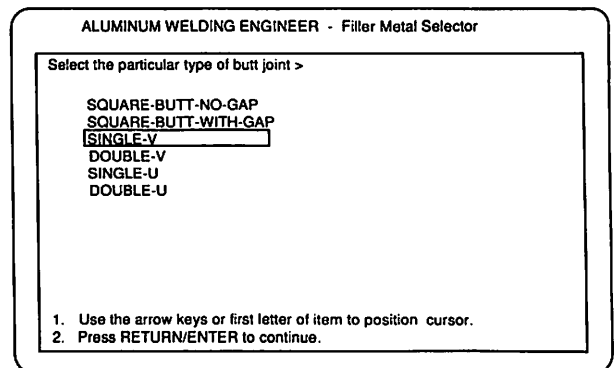 ALUMINUM WELDING ENGINEER - Filler Metal Selector
Select the particular type of butt joint >
SQUARE-BUTT-NO-GAP
SQUARE-BUTT-WITH-GAP
SINGLE-V
DOUBLE-V
SINGLE-U
DOUBLE-U
1. Use the arrow keys or first letter of item to position cursor.
2. Press RETURN/ENTER to continue.